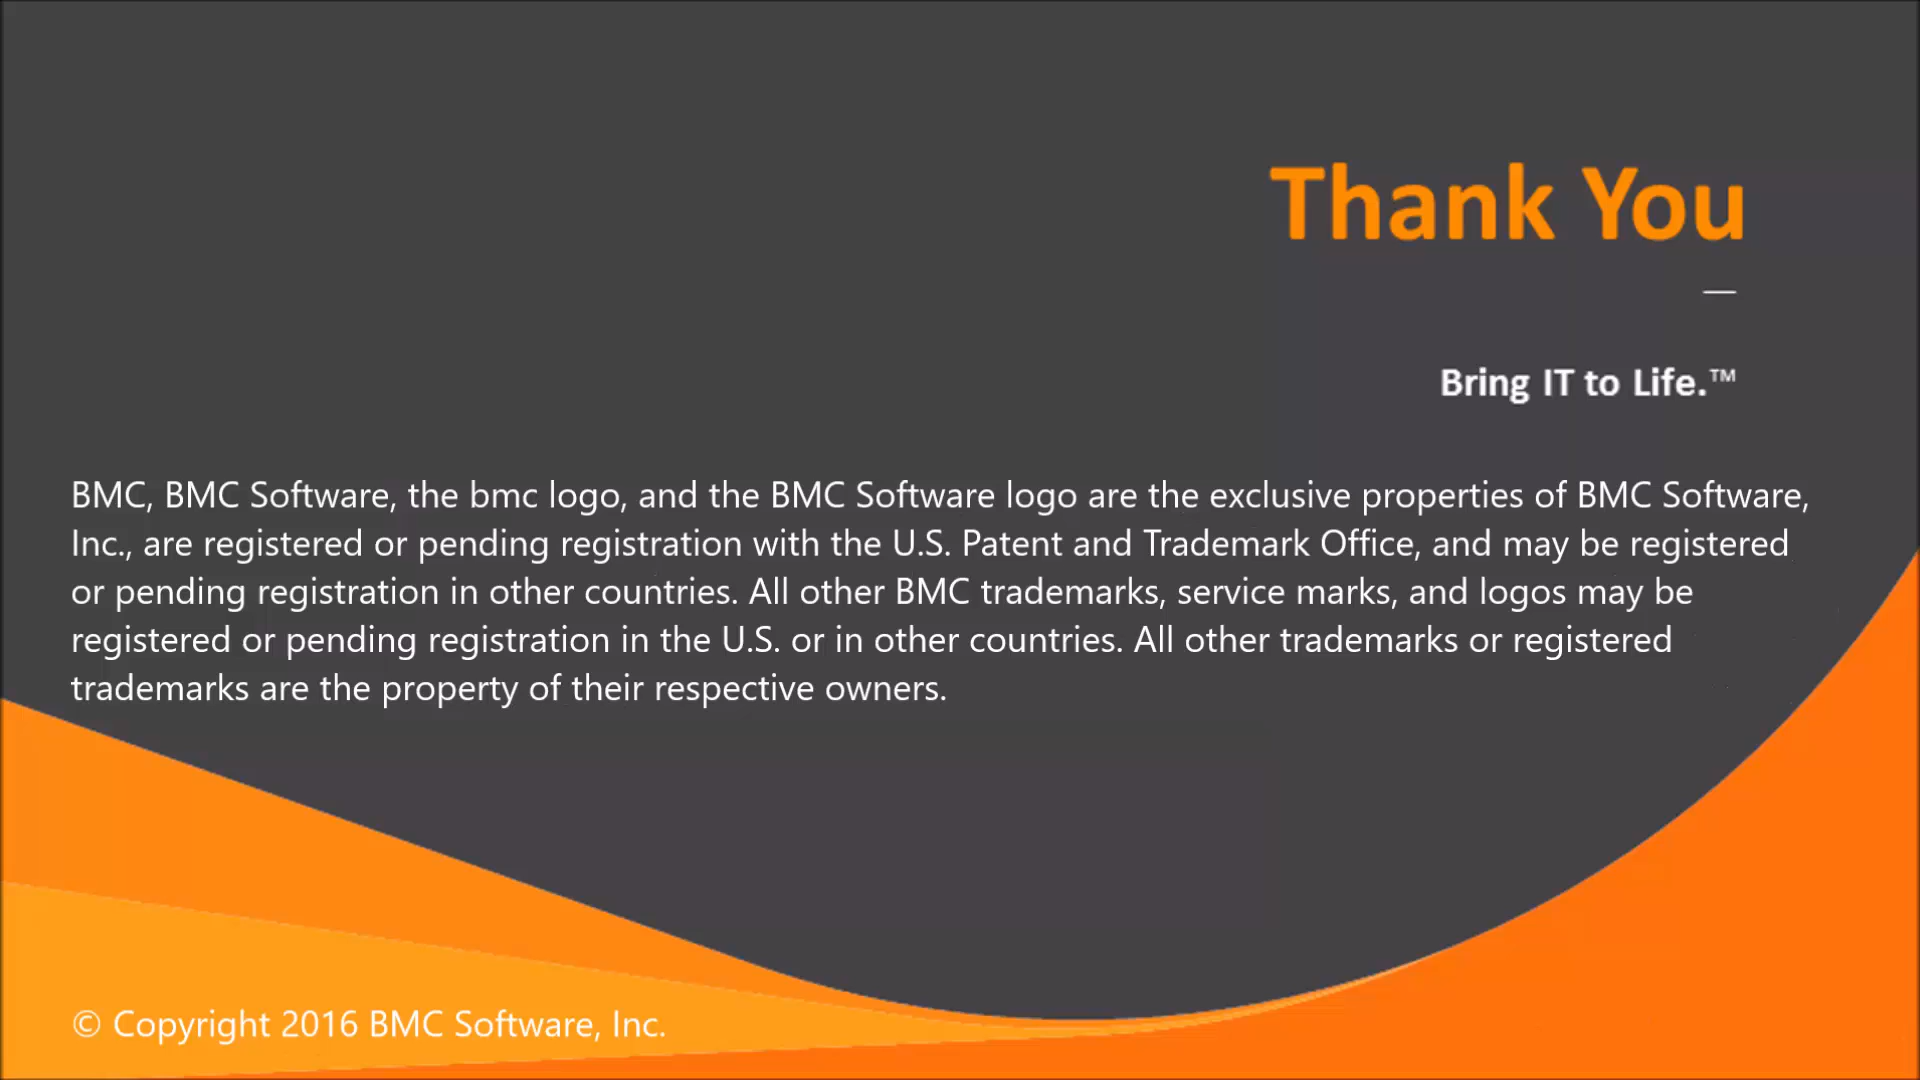 Thank You
—
Bring IT to Life.™
BMC, BMC Software, the bmc logo, and the BMC Software logo are the exclusive properties of BMC Software,
Inc., are registered or pending registration with the U.S. Patent and Trademark Office, and may be registered
or pending registration in other countries. All other BMC trademarks, service marks, and logos may be
registered or pending registration in the U.S. or in other countries. All other trademarks or registered
trademarks are the property of their respective owners.
© Copyright 2016 BMC Software, Inc.